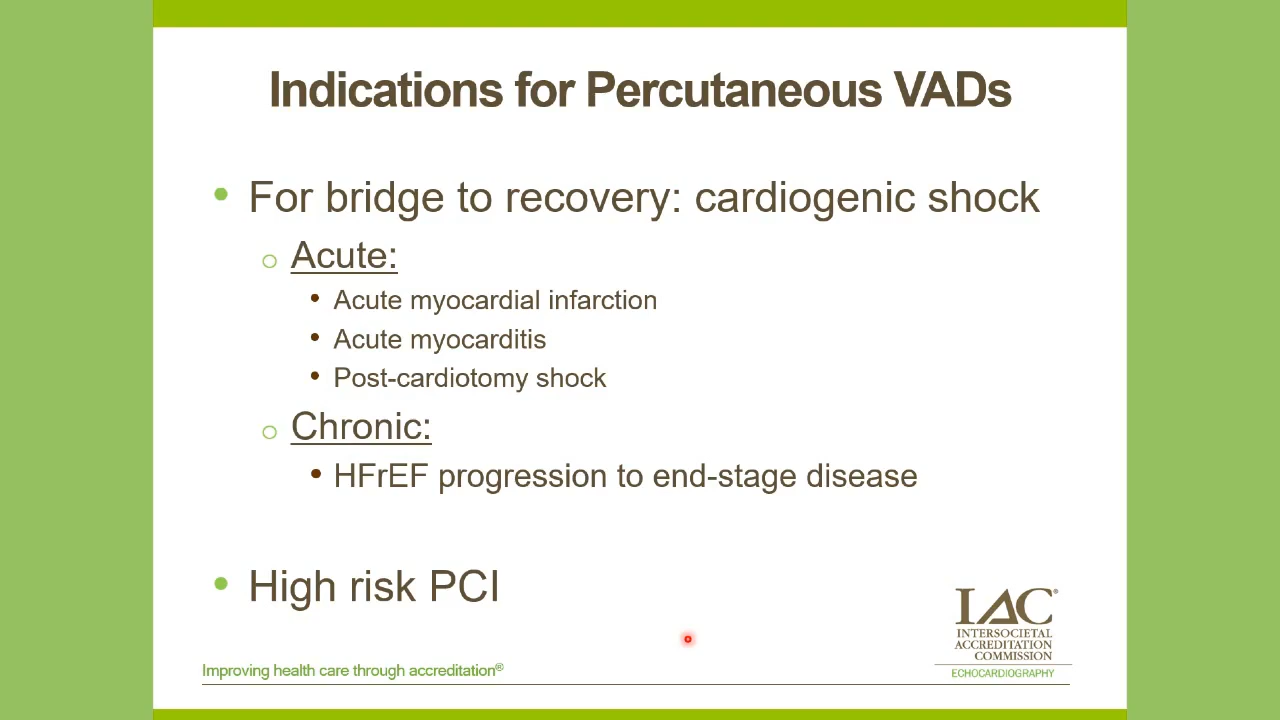 Indications for Percutaneous VADs
• For bridge to recovery: cardiogenic shock
o Acute:
• Acute myocardial infarction
• Acute myocarditis
• Post-cardiotomy shock
o Chronic:
• HFrEF progression to end-stage disease
• High risk PCI
IAC®
INTERSOCIETAL
ACCREDITATION
COMMISSION
ECHOCARDIOGRAPHY
Improving health care through accreditation®